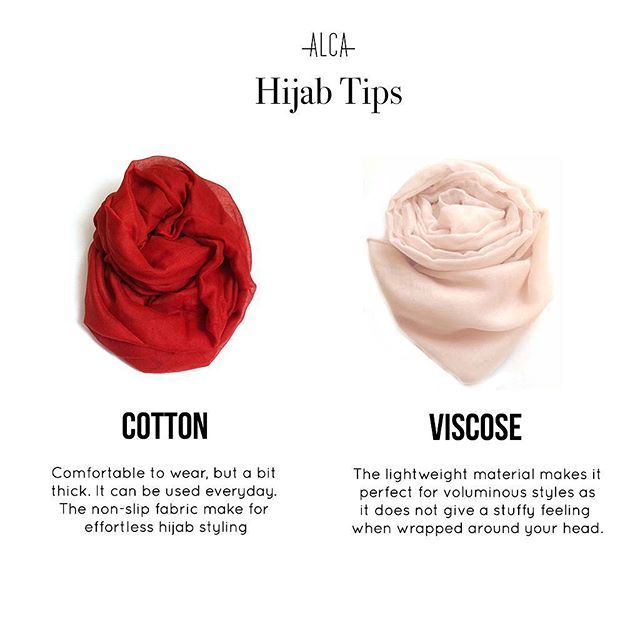 ALCA
Hijab Tips
COTTON
Comfortable to wear, but a bit
thick. It can be used everyday.
The non-slip fabric make for
effortless hijab styling
VISCOSE
The lightweight material makes it
perfect for voluminous styles as
it does not give a stuffy feeling
when wrapped around your head.